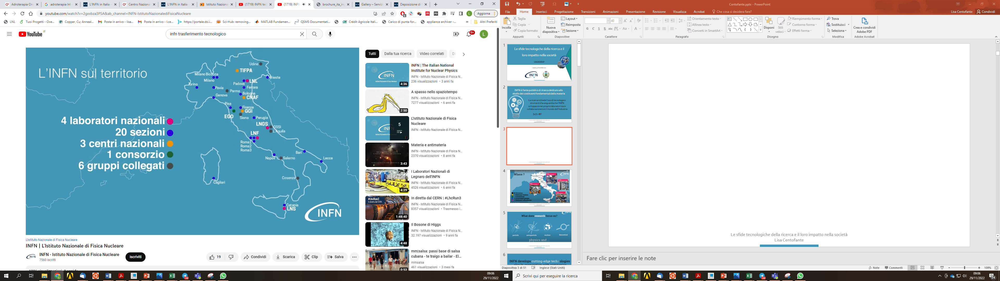 Adroterapia On
adroterapia Inl -
L'INFN in Italia -
Centro Naziona
L'INFN in Italia -
Istituto Naziona
(1719) INFN tec
(1719) INFN
brochure_ita_inc
Gallery – Servizi
Deposizione di
youtube.com/watch?v=2gxxbza3PSA&ab_channel=INFN-IstitutoNazionalediFisicaNucleare
Aggiorna
LNL
Tuoi Progetti - Ove...
Copper, Cu; Anneal...
Posta in arrivo - lisa...
Posta in arrivo - l.ce...
https://portale.dsi.i...
Sci-Hub: removing...
MATLAB Fundamen...
QSMS Documentati...
Crédit Agricole Itali...
Carico di punta for...
appliance archiver -...
»
Altri Preferiti
YouTube IT
infn trasferimento tecnologico
9+
L
L'INFN sul territorio
4 laboratori nazionali
20 sezioni
3 centri nazionali
1 consorzio
6 gruppi collegati
Udine
TIFPA
Milano Bicocca
Milano
Trieste
Torino
Padova
LNL
Pavia
Ferrara
Parma
Bologna
Genova
CNAF
Pisa
Firenze
GGI
EGO
Siena
Perugia
LNGS
GSSI
L'Aquila
LNF
Roma1
Roma2
Roma3
Bari
Napoli
Salerno
Lecce
Cagliari
Cosenza
Catania
LNS
INFN
L'Istituto Nazionale di Fisica Nucleare
INFN | L'Istituto Nazionale di Fisica Nucleare
INFN - Istituto Nazionale di Fisica Nucleare
7560 iscritti
Iscriviti
19
Condividi
Scarica
Clip
Salva
Tutti
Dalla tua ricerca
Video correlati
INFN | The Italian National
Institute for Nuclear Physics
INFN - Istituto Nazionale di Fisica N...
236 visualizzazioni • 3 anni fa
4:36
A spasso nello spaziotempo
INFN - Istituto Nazionale di Fisica N...
7277 visualizzazioni • 6 anni fa
2:50
L'Istituto Nazionale di Fisica
Nucleare
INFN - Istituto Nazionale di Fisica N...
5
Materia e antimateria
INFN - Istituto Nazionale di Fisica N...
2370 visualizzazioni • 8 anni fa
3:43
I Laboratori Nazionali di
Legnaro dell'INFN
INFN - Istituto Nazionale di Fisica N...
4526 visualizzazioni • 6 anni fa
4:29
#LhcRun3
In diretta dal CERN
In diretta dal CERN | #LhcRun3
INFN - Istituto Nazionale di Fisica N...
8357 visualizzazioni • Trasmesso i...
1:48:40
Il Bosone di Higgs
INFN - Istituto Nazionale di Fisica N...
32.197 visualizzazioni • 9 anni fa
4:48
mm|salsa: passi base di salsa
cubana - te traigo a bailar - El...
mmsalsa
461 visualizzazioni • 3 mesi fa
0:53
09:06
29/11/2022
Centofante.pptx - PowerPoint
File
Home
Inserisci
Progettazione
Transizioni
Animazioni
Presentazione
Revisione
Visualizza
Acrobat
Che cosa si desidera fare?
Lisa Centofante
Condividi
Incolla
Taglia
Copia
Copia formato
Appunti
Nuova
diapositiva
Layout
Reimposta
Sezione
Diapositive
40
G C S S abc AV Aa A
Carattere
Orientamento testo
Allinea testo
Converti in SmartArt
Paragrafo
Disponi
Stili
veloci
Riempimento forma
Contorno forma
Effetti forma
Disegno
Trova
Sostituisci
Seleziona
Modifica
Crea e condividi
Adobe PDF
Adobe Acrobat
1
Le sfide tecnologiche della ricerca e il
loro impatto nella società
Lisa Centofante
INFN
2
INFN è l'ente pubblico di ricerca deidcato allo
studio dei costituenti fondamentali della materia
La ricerca richiede l'uso di tecnologie e
strumenti d'avanguardia che l'INFN
sviluppa sia nei propri laboratori sia in
collaborazione con il mondo dell'industria
DOVE?
3
4
Where ?
INFN
5
What does research focus on?
particle
astroparticle
nuclear
theoretical
physics and ...
6
INFN develops cutting-edge technologies
Le sfide tecnologiche della ricerca e il loro impatto nella società
Lisa Centofante
Fare clic per inserire le note
Diapositiva 3 di 51
Inglese (Stati Uniti)
Note
Commenti
109%
Scrivi qui per eseguire la ricerca
09:06
29/11/2022